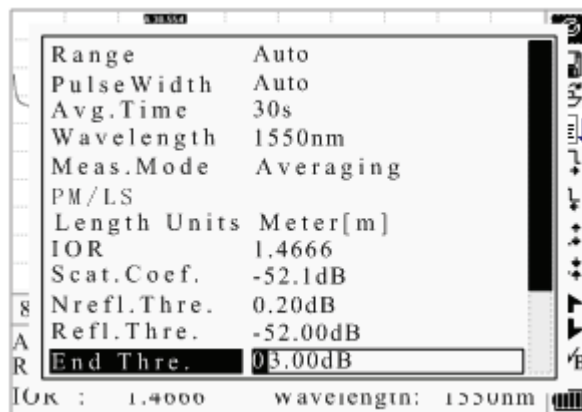 Range Auto
PulseWidth Auto
Avg.Time 30s
Wavelength 1550nm
Meas.Mode Averaging
PM/LS
Length Units Meter[m]
IOR 1.4666
Scat.Coef. -52.1dB
Nrefl.Thre. 0.20dB
8
Refl.Thre. -52.00dB
A
End Thre. 03.00dB
R
IOR : 1.4666 Wavelength: 1550nm